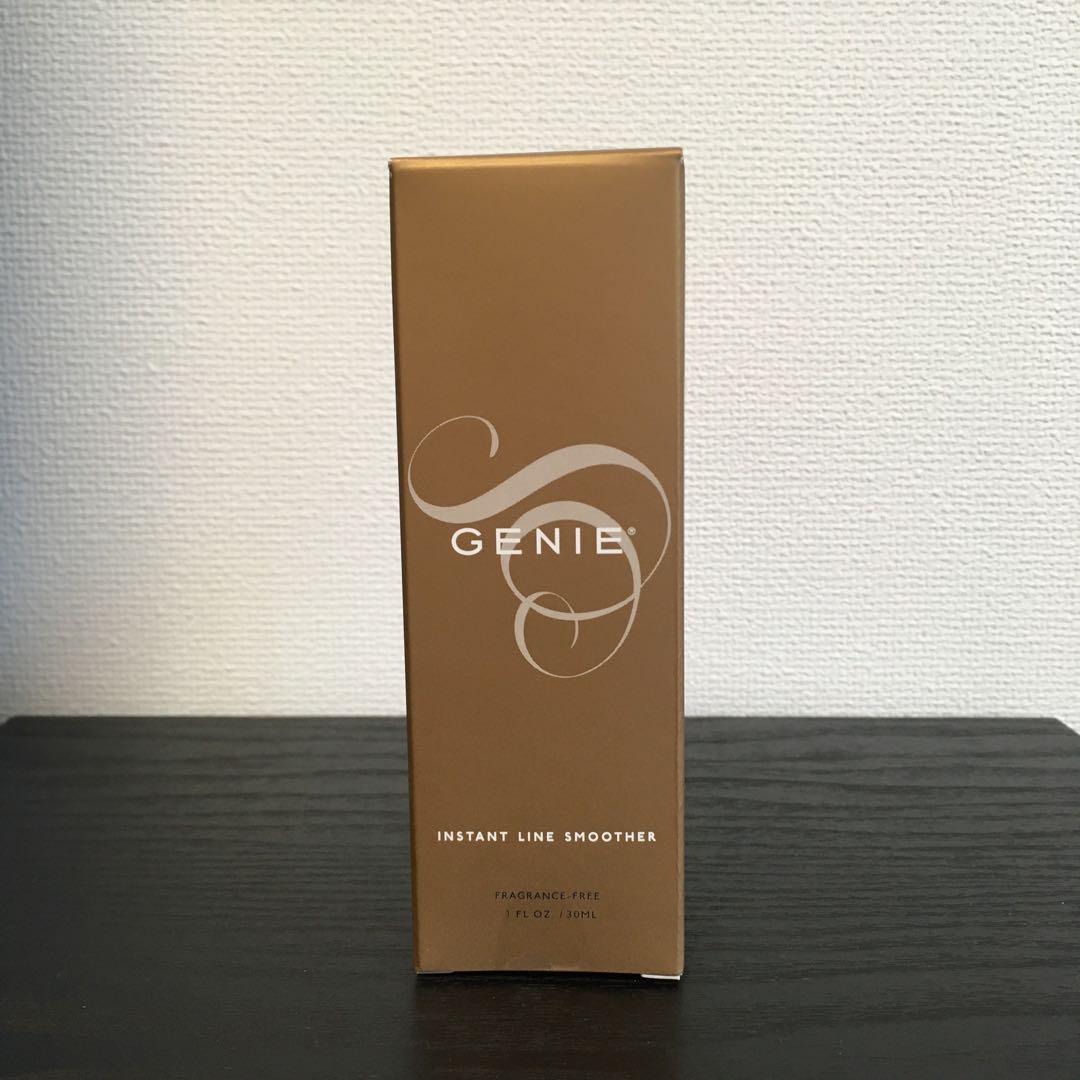 GENIE®
INSTANT LINE SMOOTHER
FRAGRANCE-FREE
1 FL OZ. / 30ML